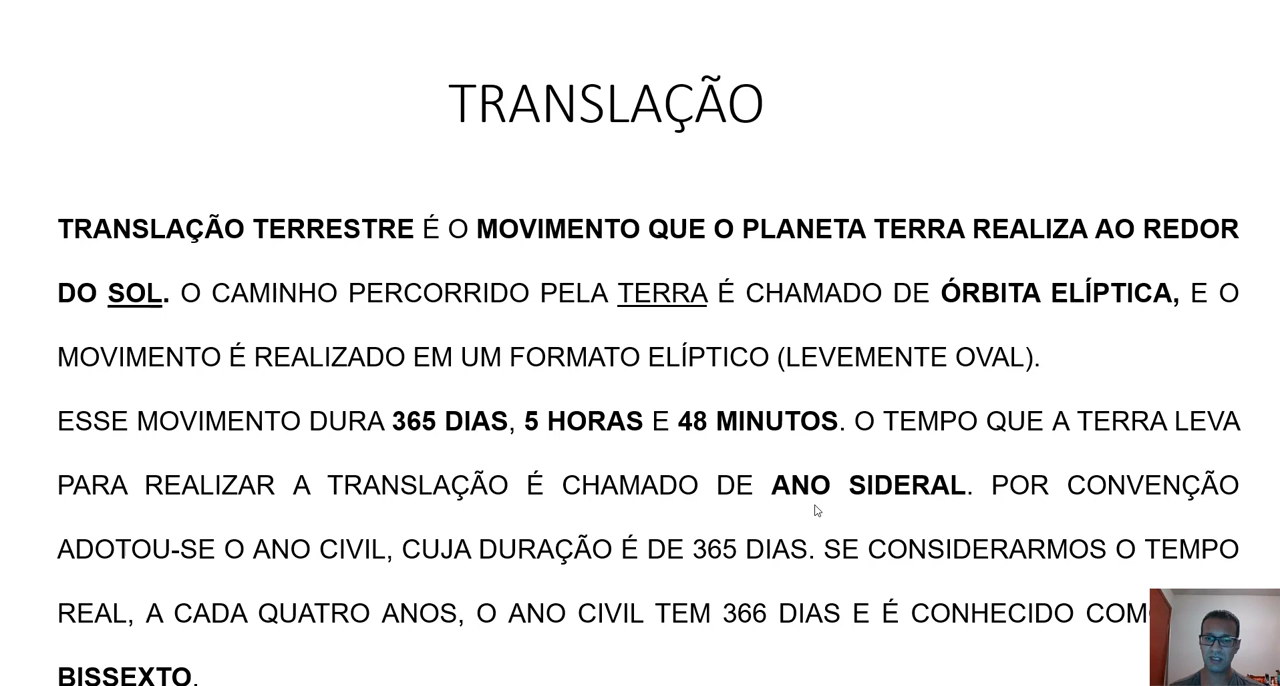 TRANSLAÇÃO
TRANSLAÇÃO TERRESTRE É O MOVIMENTO QUE O PLANETA TERRA REALIZA AO REDOR
DO SOL. O CAMINHO PERCORRIDO PELA TERRA É CHAMADO DE ÓRBITA ELÍPTICA, E O
MOVIMENTO É REALIZADO EM UM FORMATO ELÍPTICO (LEVEMENTE OVAL).
ESSE MOVIMENTO DURA 365 DIAS, 5 HORAS E 48 MINUTOS. O TEMPO QUE A TERRA LEVA
PARA REALIZAR A TRANSLAÇÃO É CHAMADO DE ANO SIDERAL. POR CONVENÇÃO
ADOTOU-SE O ANO CIVIL, CUJA DURAÇÃO É DE 365 DIAS. SE CONSIDERARMOS O TEMPO
REAL, A CADA QUATRO ANOS, O ANO CIVIL TEM 366 DIAS E É CONHECIDO
BISSEXTO.